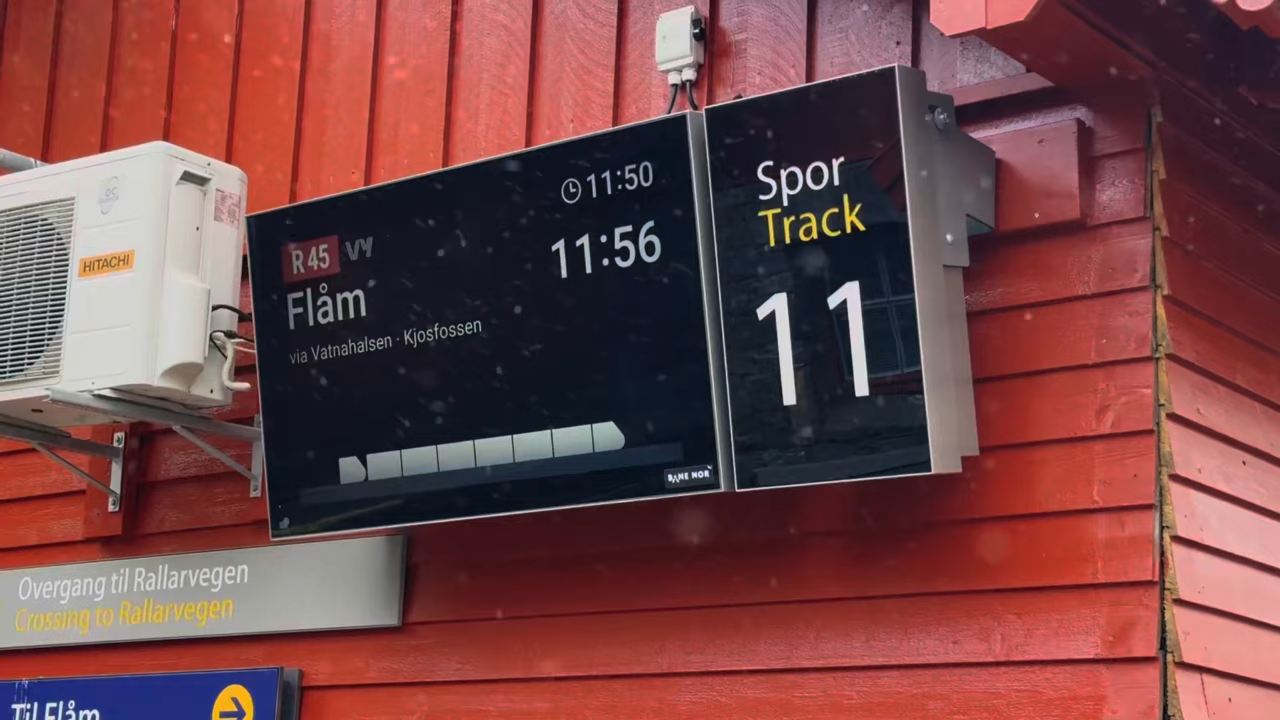 HITACHI
R45 VY
11:50
11:56
Flåm
via Vatnahalsen · Kjosfossen
BANE NOR
Spor
Track
11
Overgang til Rallarvegen
Crossing to Rallarvegen
Til Flåm